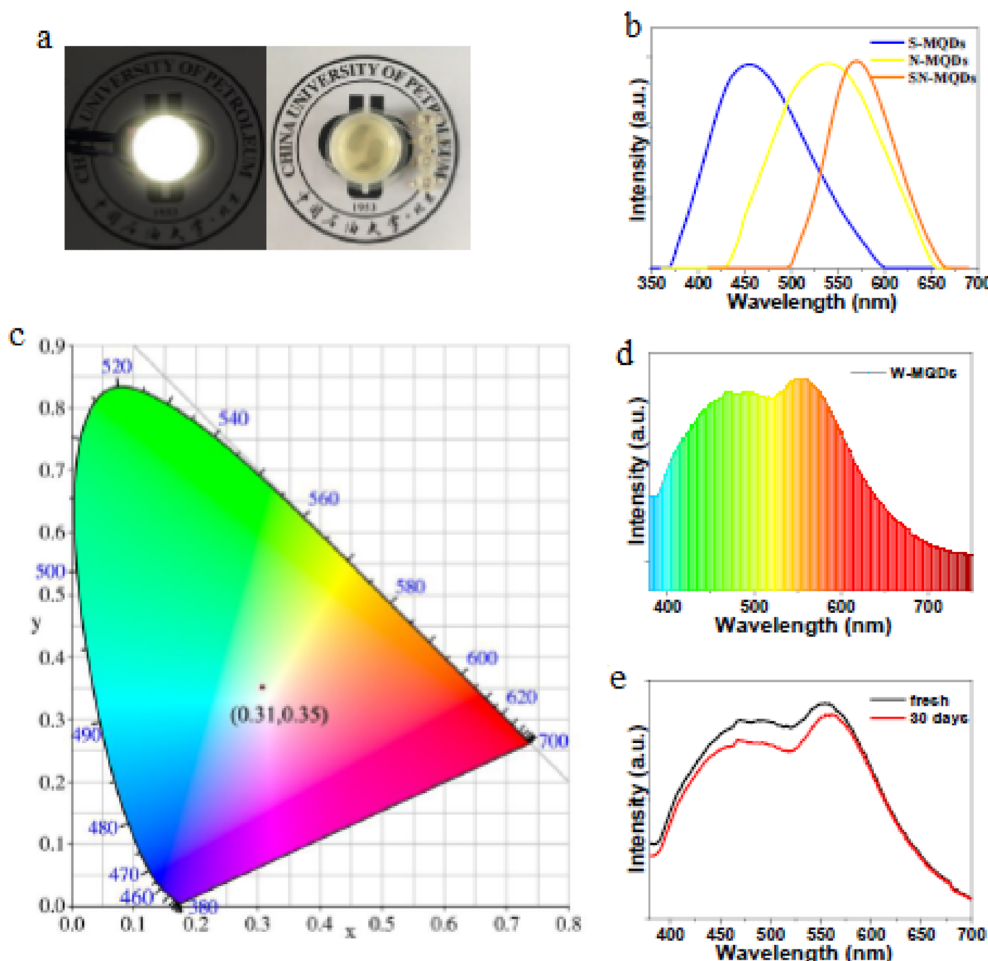 a
CHINA UNIVERSITY OF PETROLEUM
1953
CHINA UNIVERSITY OF PETROLEUM
1953
b
S-MQDs
N-MQDs
SN-MQDs
Intensity (a.u.)
350 400 450 500 550 600 650 700
Wavelength (nm)
c
0.9
0.8
0.7
0.6
0.5
0.4
0.3
0.2
0.1
0.0
y
0.0 0.1 0.2 0.3 0.4 0.5 0.6 0.7 0.8
x
520
540
560
580
600
620
700
500
490
480
470
460
380
(0.31,0.35)
d
W-MQDs
Intensity (a.u.)
400 500 600 700
Wavelength (nm)
e
fresh
30 days
Intensity (a.u.)
400 450 500 550 600 650 700
Wavelength (nm)